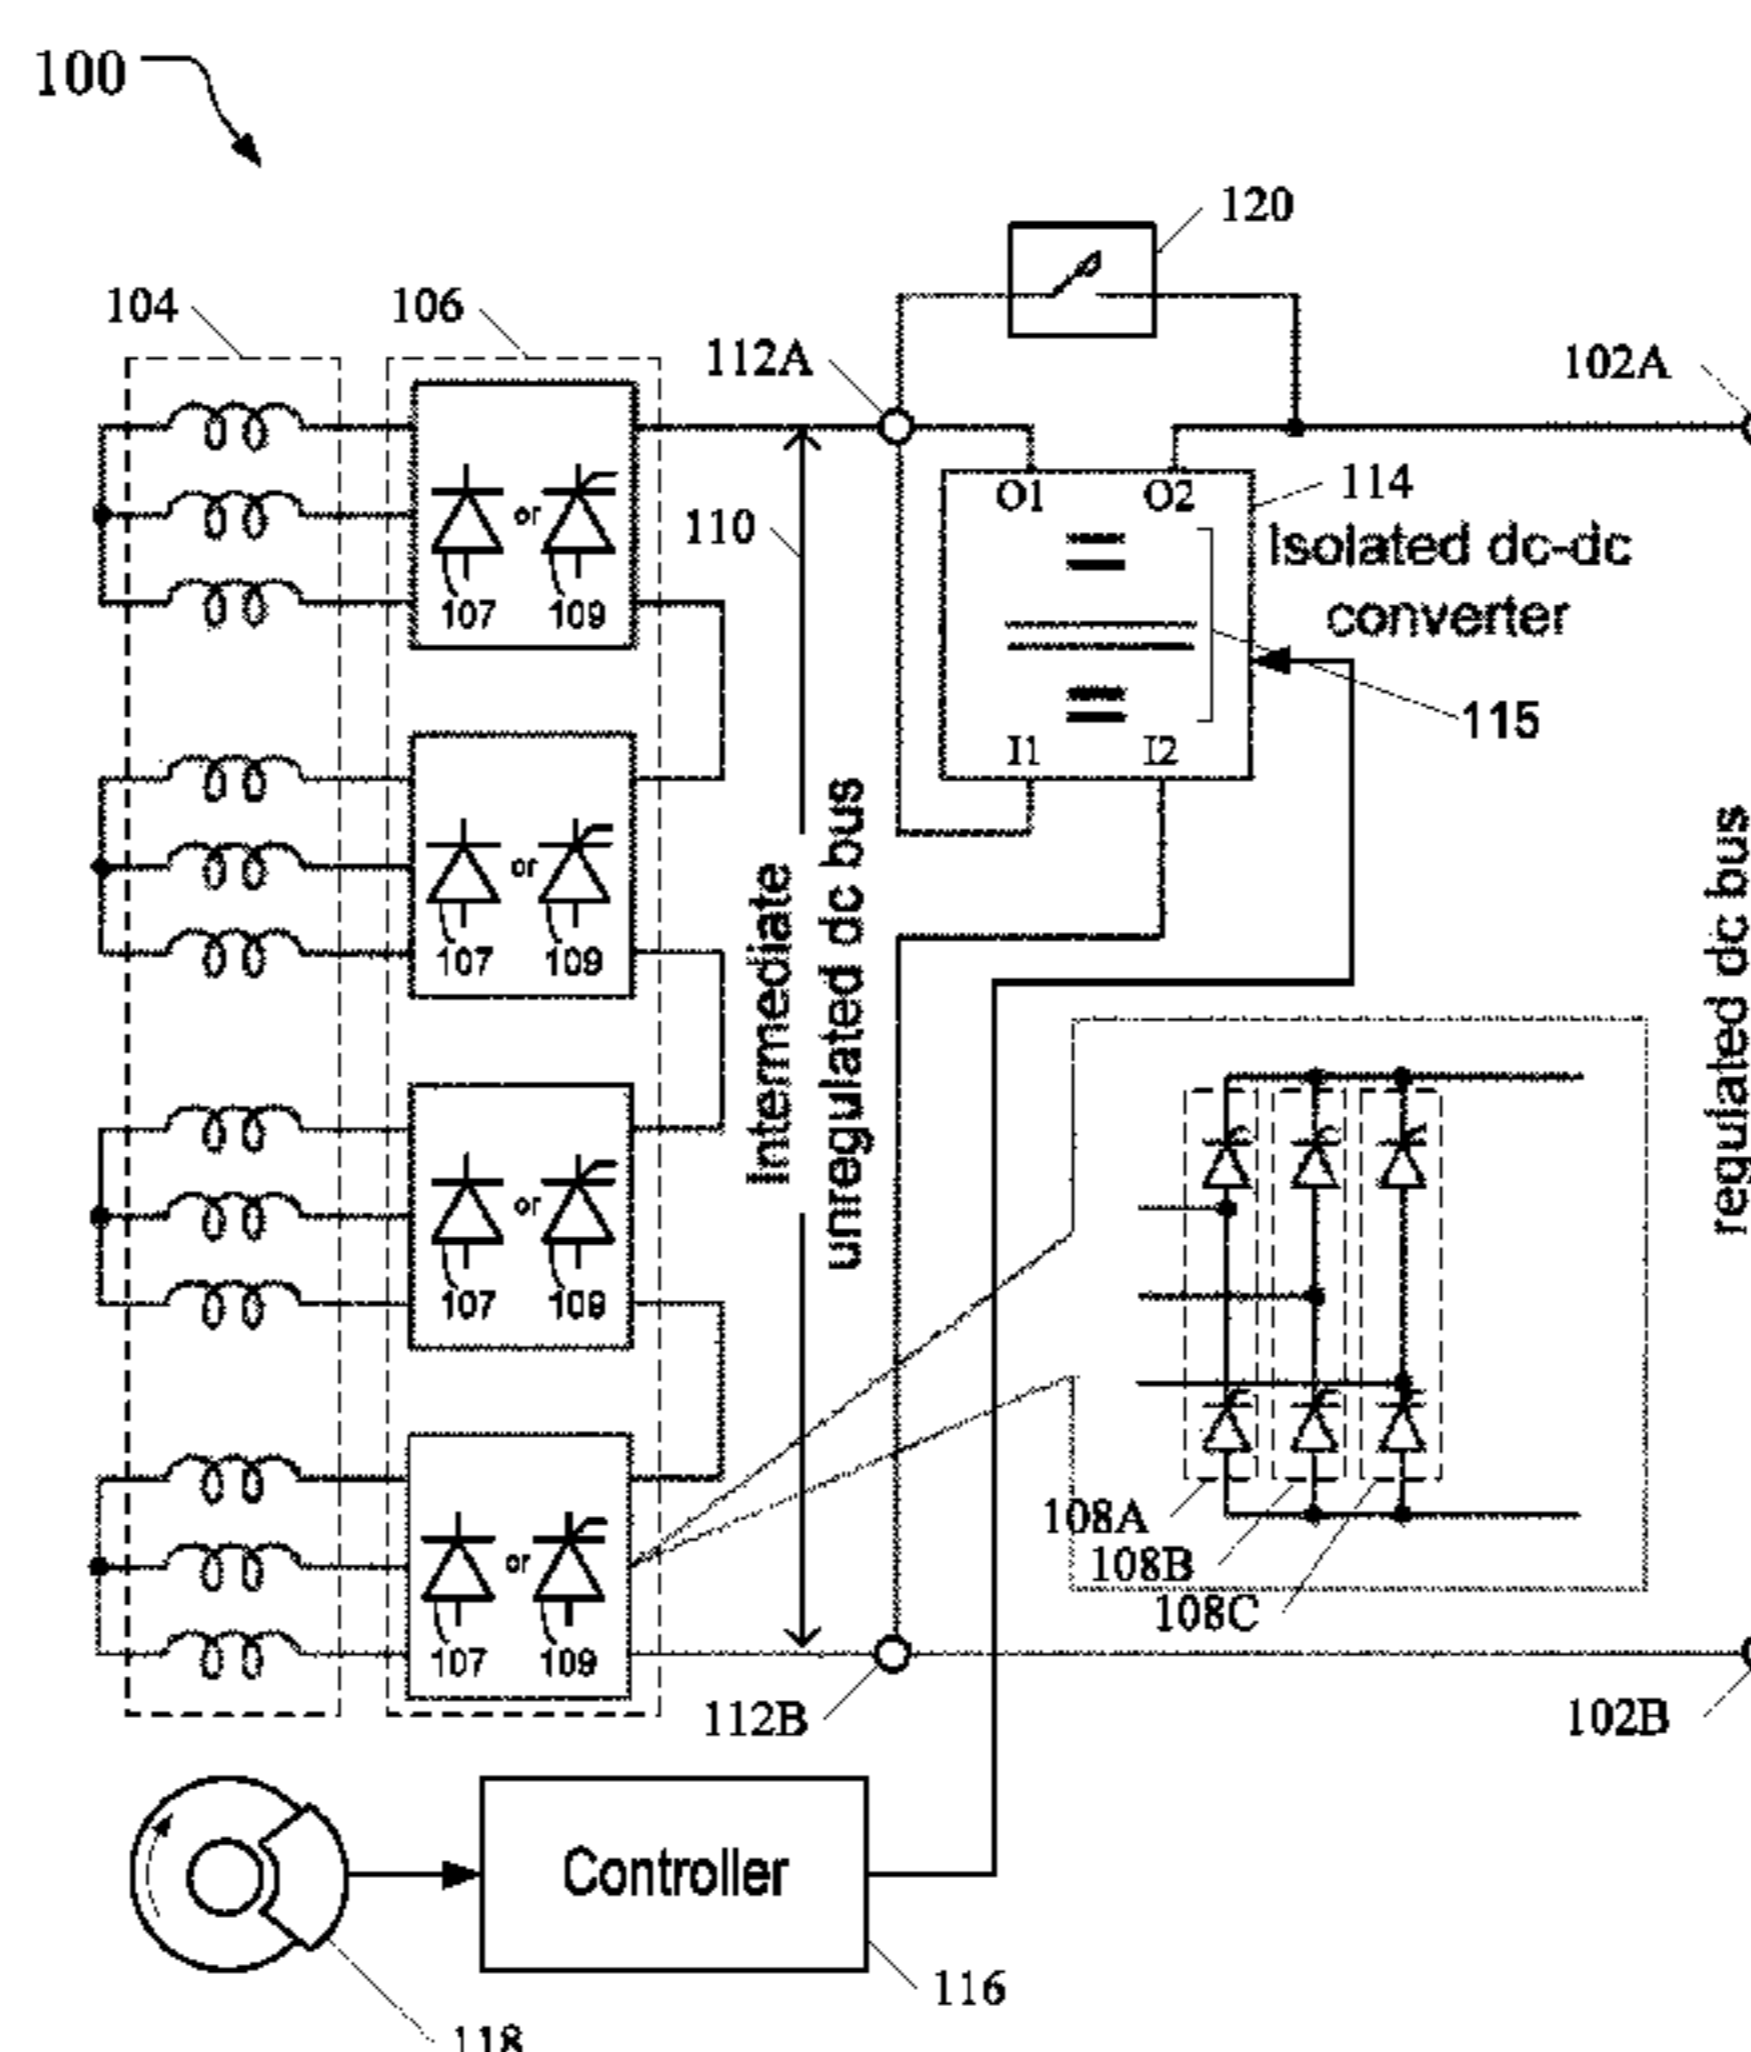 100
120
104
106
112A
102A
O1
O2
114
or
107
109
110
Isolated dc-dc
converter
115
I1
I2
or
107
109
Intermediate
unregulated dc bus
regulated dc bus
or
107
109
108A
108B
108C
or
107
109
112B
102B
Controller
116
118